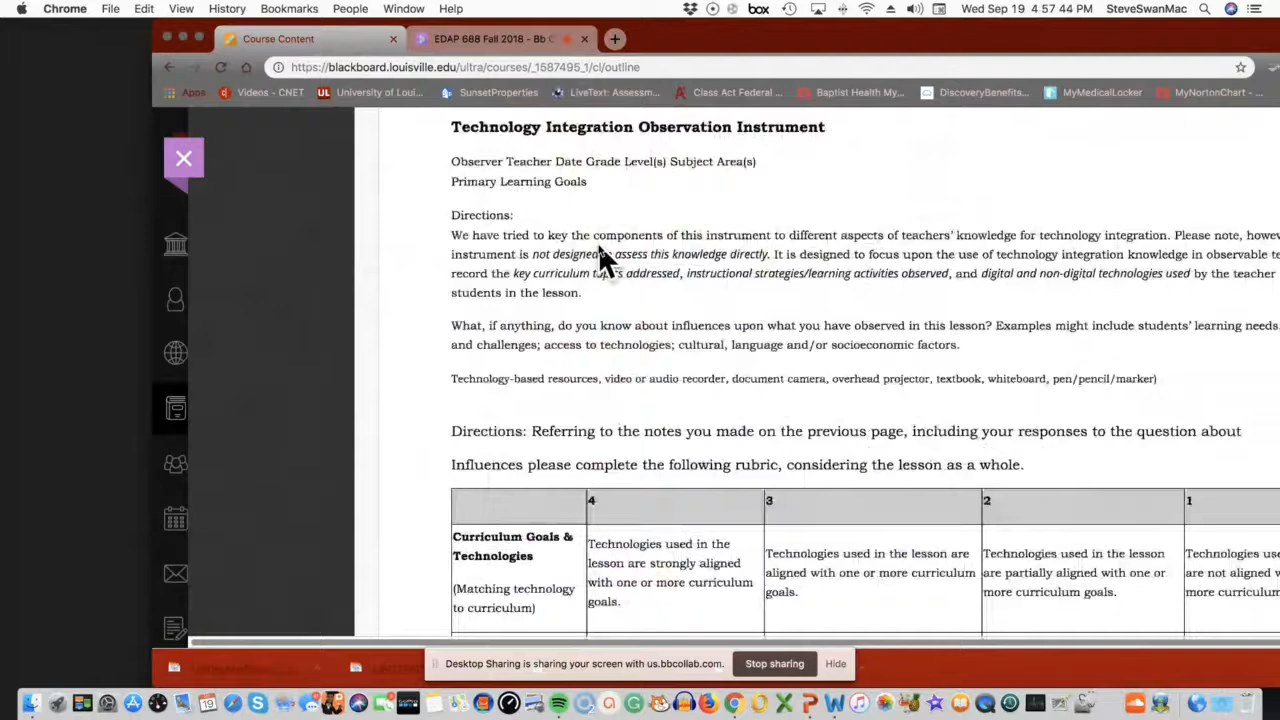 Chrome File Edit View History Bookmarks People Window Help box Wed Sep 19 4:57:44 PM SteveSwanMac
Course Content EDAP 688 Fall 2018 - Bb C
https://blackboard.louisville.edu/ultra/courses/_1587495_1/cl/outline
Apps Videos - CNET UL University of Loui... SunsetProperties LiveText: Assessm... Class Act Federal ... Baptist Health My... DiscoveryBenefits... MyMedicalLocker MyNortonChart - ...
Technology Integration Observation Instrument
Observer Teacher Date Grade Level(s) Subject Area(s)
Primary Learning Goals
Directions:
We have tried to key the components of this instrument to different aspects of teachers' knowledge for technology integration. Please note, howev
instrument is not designed assess this knowledge directly. It is designed to focus upon the use of technology integration knowledge in observable te
record the key curriculum addressed, instructional strategies/learning activities observed, and digital and non-digital technologies used by the teacher
students in the lesson.
What, if anything, do you know about influences upon what you have observed in this lesson? Examples might include students' learning needs,
and challenges; access to technologies; cultural, language and/or socioeconomic factors.
Technology-based resources, video or audio recorder, document camera, overhead projector, textbook, whiteboard, pen/pencil/marker)
Directions: Referring to the notes you made on the previous page, including your responses to the question about
Influences please complete the following rubric, considering the lesson as a whole.
4 3 2 1
Curriculum Goals &
Technologies
(Matching technology
to curriculum)
Technologies used in the
lesson are strongly aligned
with one or more curriculum
goals.
Technologies used in the lesson are
aligned with one or more curriculum
goals.
Technologies used in the lesson
are partially aligned with one or
more curriculum goals.
Technologies use
are not aligned w
more curriculum
Desktop Sharing is sharing your screen with us.bbcollab.com. Stop sharing Hide